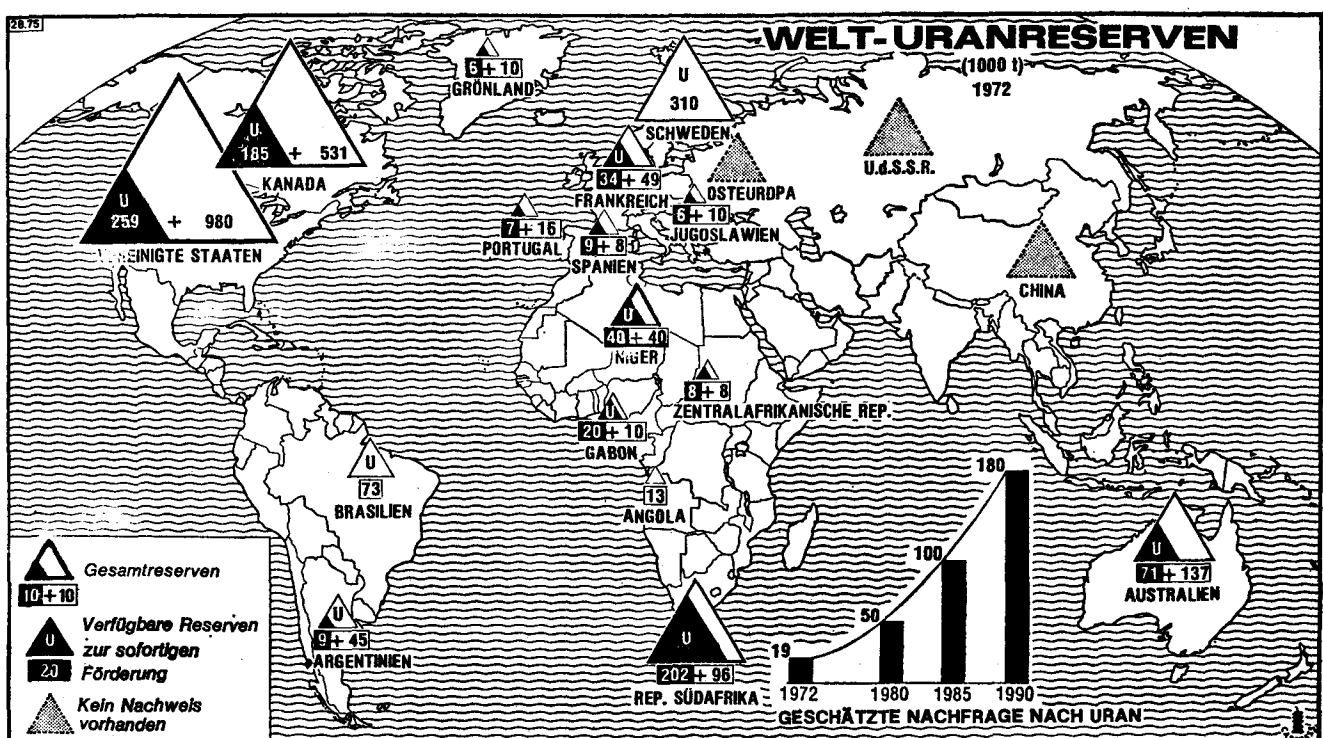 28.75
WELT-URANRESERVEN
(1000 t)
1972
6 + 10
GRÖNLAND
U
310
SCHWEDEN
U
185 + 531
KANADA
U
259 + 980
EINIGTE STAATEN
U
34 + 49
FRANKREICH
OSTEUROPA
U.d.S.S.R.
6 + 10
JUGOSLAWIEN
7 + 16
PORTUGAL
9 + 8
SPANIEN
CHINA
U
40 + 40
NIGER
8 + 8
ZENTRALAFRIKANISCHE REP.
U
20 + 10
GABON
U
73
BRASILIEN
13
ANGOLA
U
71 + 137
AUSTRALIEN
U
9 + 45
ARGENTINIEN
U
202 + 96
REP. SÜDAFRIKA
Gesamtreserven
10 + 10
U
20
Verfügbare Reserven
zur sofortigen
Förderung
Kein Nachweis
vorhanden
180
100
50
19
1972 1980 1985 1990
GESCHÄTZTE NACHFRAGE NACH URAN